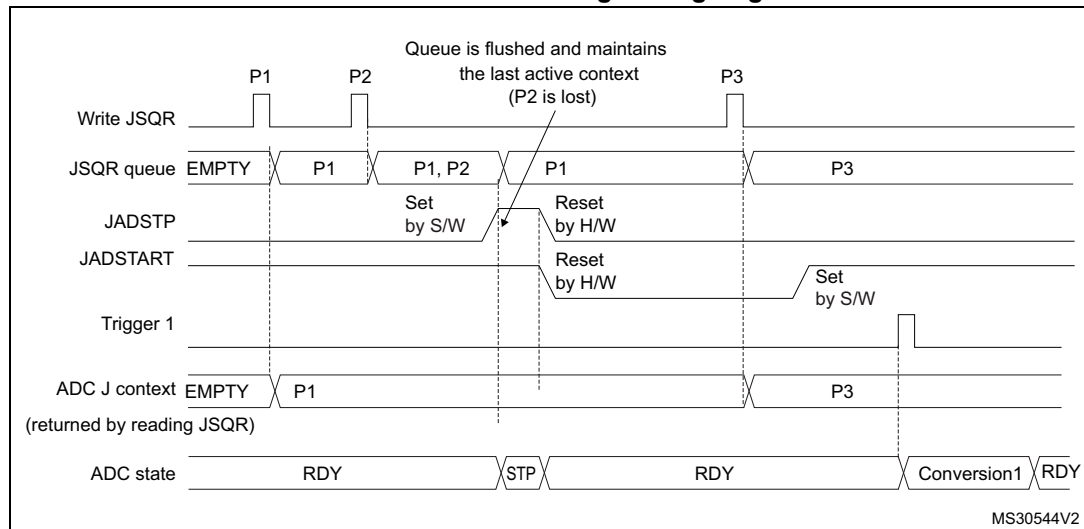 Queue is flushed and maintains
the last active context
(P2 is lost)
P1 P2 P3
Write JSQR
JSQR queue EMPTY P1 P1, P2 P1 P3
Set
by S/W
Reset
by H/W
JADSTP
JADSTART
Reset
by H/W
Set
by S/W
Trigger 1
ADC J context EMPTY P1 P3
(returned by reading JSQR)
ADC state RDY STP RDY Conversion1 RDY
MS30544V2